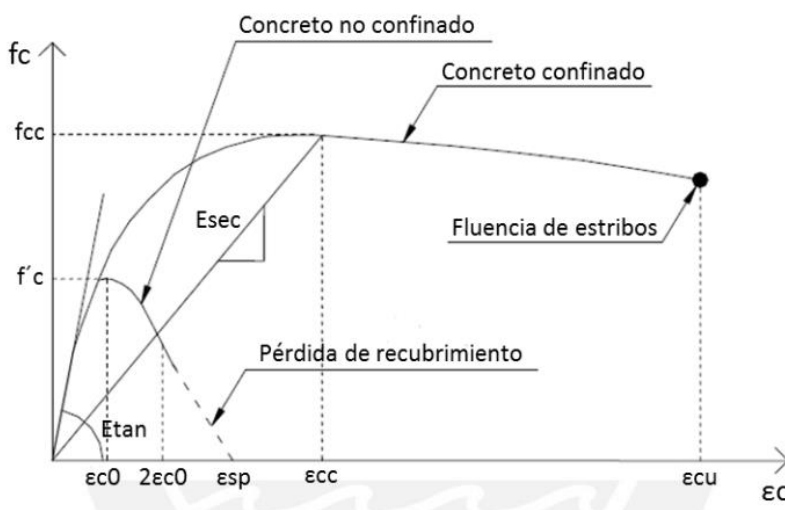 Concreto no confinado
fc
Concreto confinado
fcc
Esec
Fluencia de estribos
f´c
Pérdida de recubrimiento
Etan
εc0 2εc0 εsp εcc εcu
εc